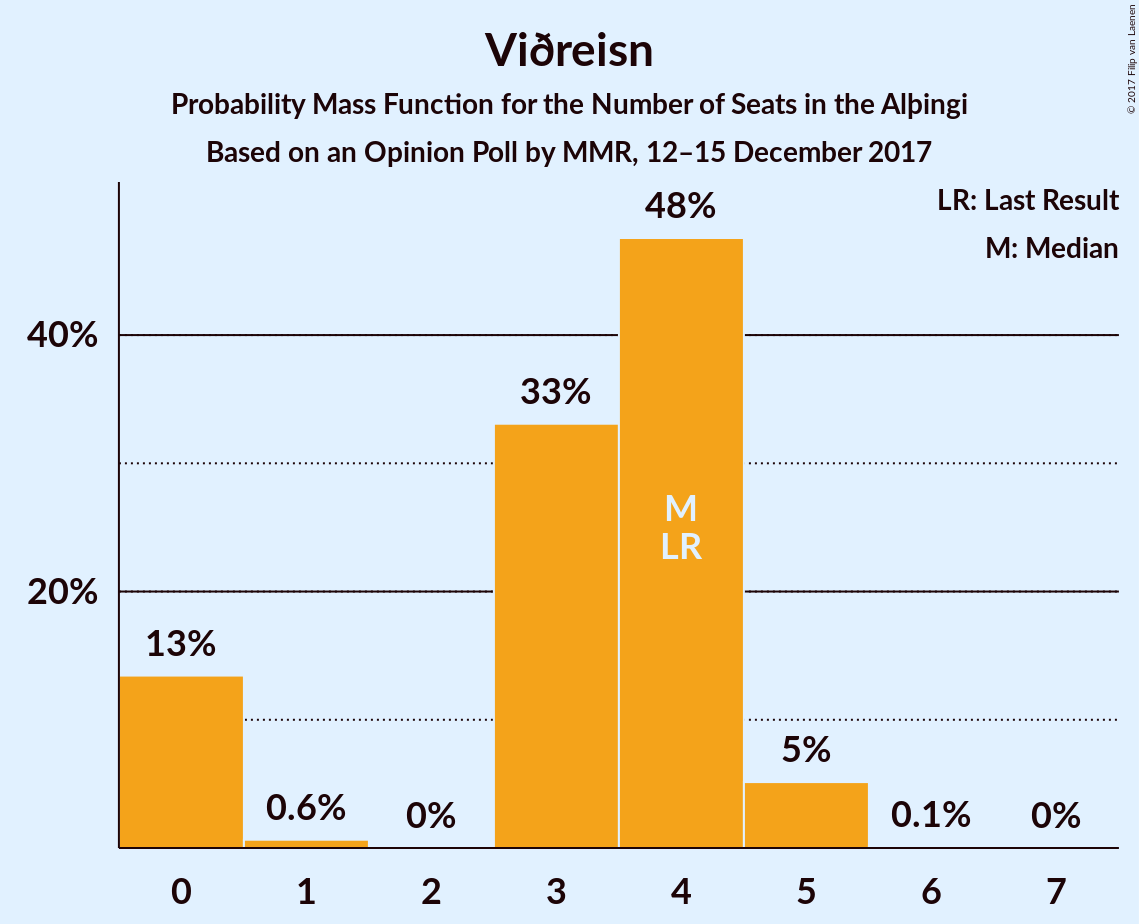 Viðreisn
Probability Mass Function for the Number of Seats in the Alþingi
Based on an Opinion Poll by MMR, 12–15 December 2017
© 2017 Filip van Laenen
LR: Last Result
M: Median
48%
40%
33%
M
LR
20%
13%
5%
0.6%
0%
0.1%
0%
0 1 2 3 4 5 6 7